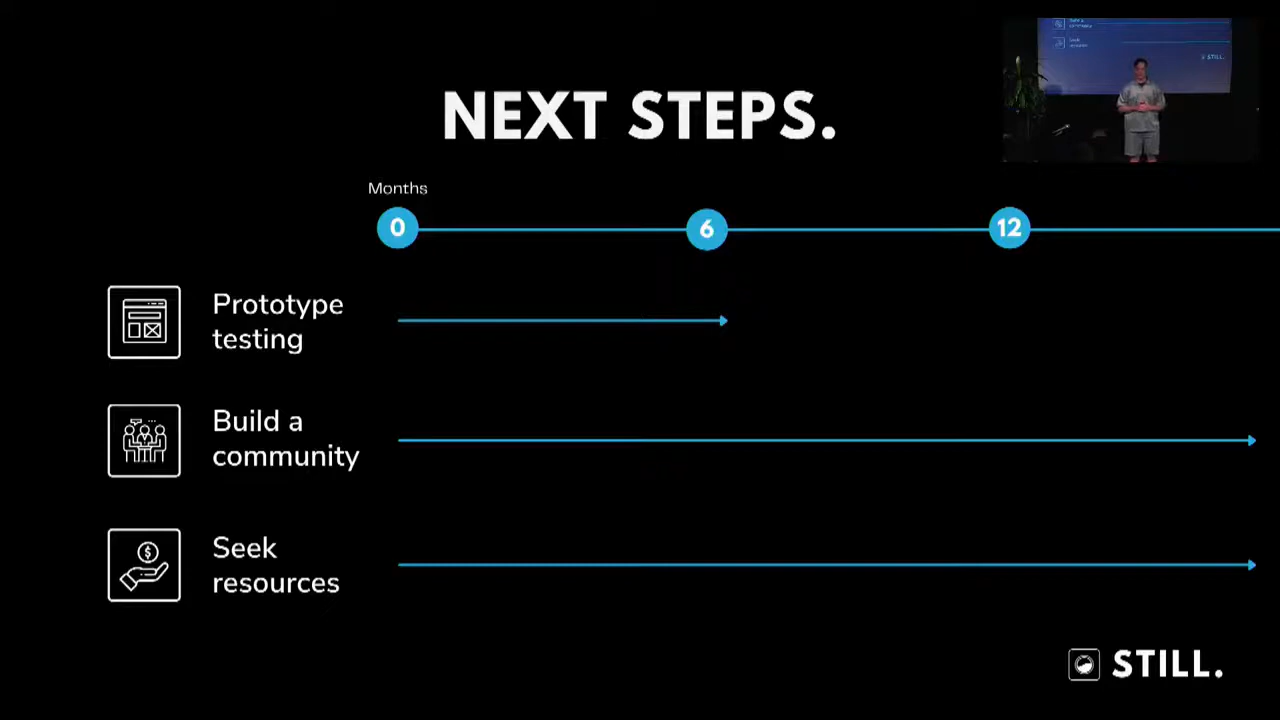 NEXT STEPS.
Months
0 6 12
Prototype
testing
Build a
community
Seek
resources
STILL.